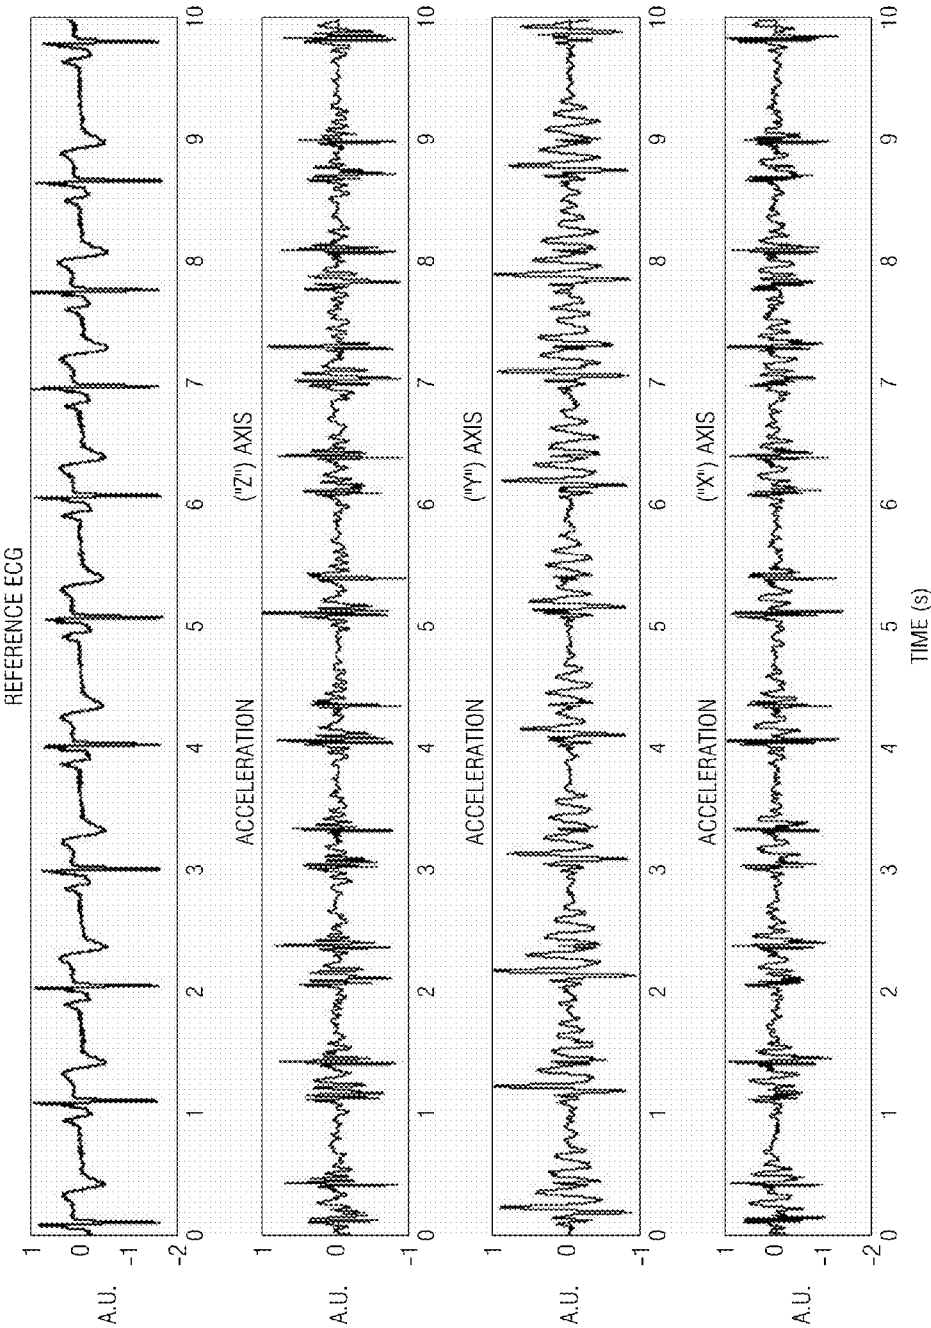 REFERENCE ECG
1
0
-1
-2
A.U.
0 1 2 3 4 5 6 7 8 9 10
ACCELERATION ("Z") AXIS
1
0
-1
A.U.
0 1 2 3 4 5 6 7 8 9 10
ACCELERATION ("Y") AXIS
1
0
-1
A.U.
0 1 2 3 4 5 6 7 8 9 10
ACCELERATION ("X") AXIS
1
0
-1
-2
A.U.
0 1 2 3 4 5 6 7 8 9 10
TIME (s)